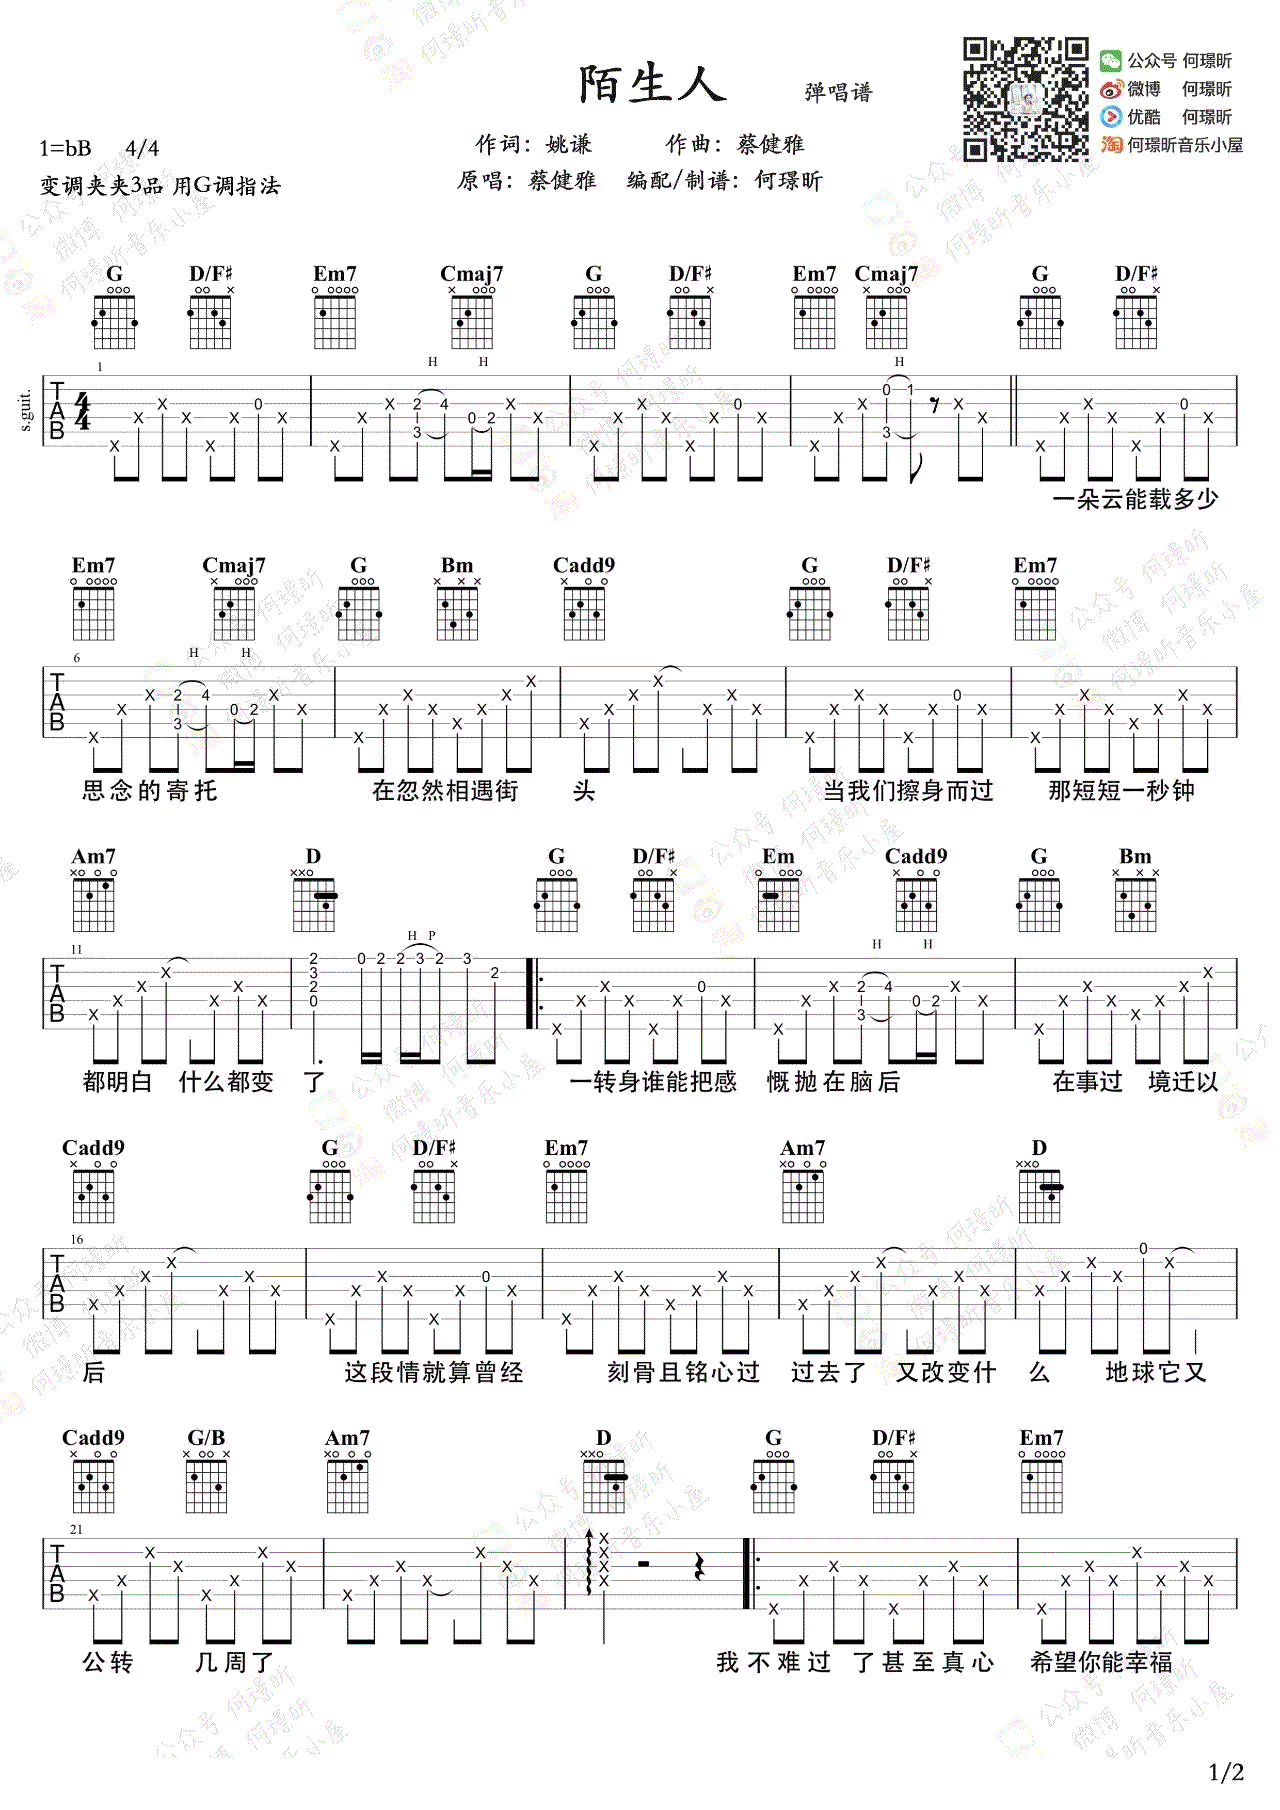 陌生人 弹唱谱
公众号 何璟昕
微博 何璟昕
优酷 何璟昕
淘 何璟昕音乐小屋
1=bB 4/4
作词：姚谦 作曲：蔡健雅
变调夹夹3品 用G调指法
原唱：蔡健雅 编配/制谱：何璟昕
G D/F♯ Em7 Cmaj7 G D/F♯ Em7 Cmaj7 G D/F♯
H H H
s.guit.
1
一朵云能载多少
Em7 Cmaj7 G Bm Cadd9 G D/F♯ Em7
6 H H
思念的寄托 在忽然相遇街 头 当我们擦身而过 那短短一秒钟
Am7 D G D/F♯ Em Cadd9 G Bm
11 H P H H
都明白 什么都变 了 一转身谁能把感 慨抛在脑后 在事过 境迁以
Cadd9 G D/F♯ Em7 Am7 D
16
后 这段情就算曾经 刻骨且铭心过 过去了 又改变什 么 地球它又
Cadd9 G/B Am7 D G D/F♯ Em7
21
公转 几周了 我不难过 了甚至真心 希望你能幸福
1/2